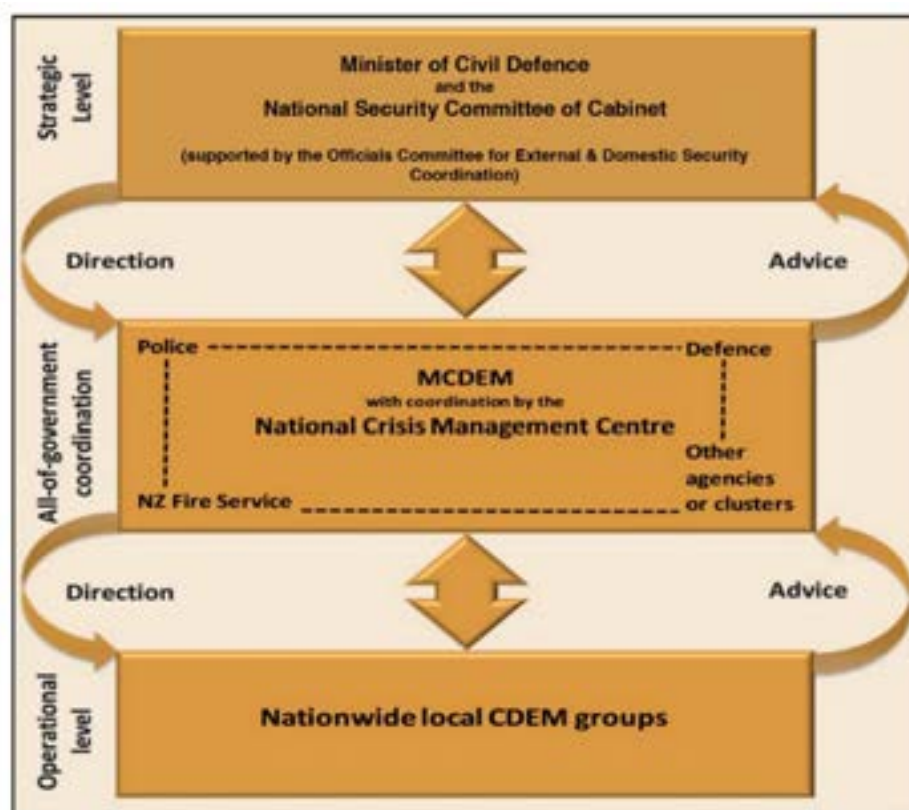 Strategic
Level
Minister of Civil Defence
and the
National Security Committee of Cabinet
(supported by the Officials Committee for External & Domestic Security
Coordination)
Direction
Advice
All-of-government
coordination
Police
Defence
MCDEM
with coordination by the
National Crisis Management Centre
Other
agencies
or clusters
NZ Fire Service
Direction
Advice
Operational
level
Nationwide local CDEM groups